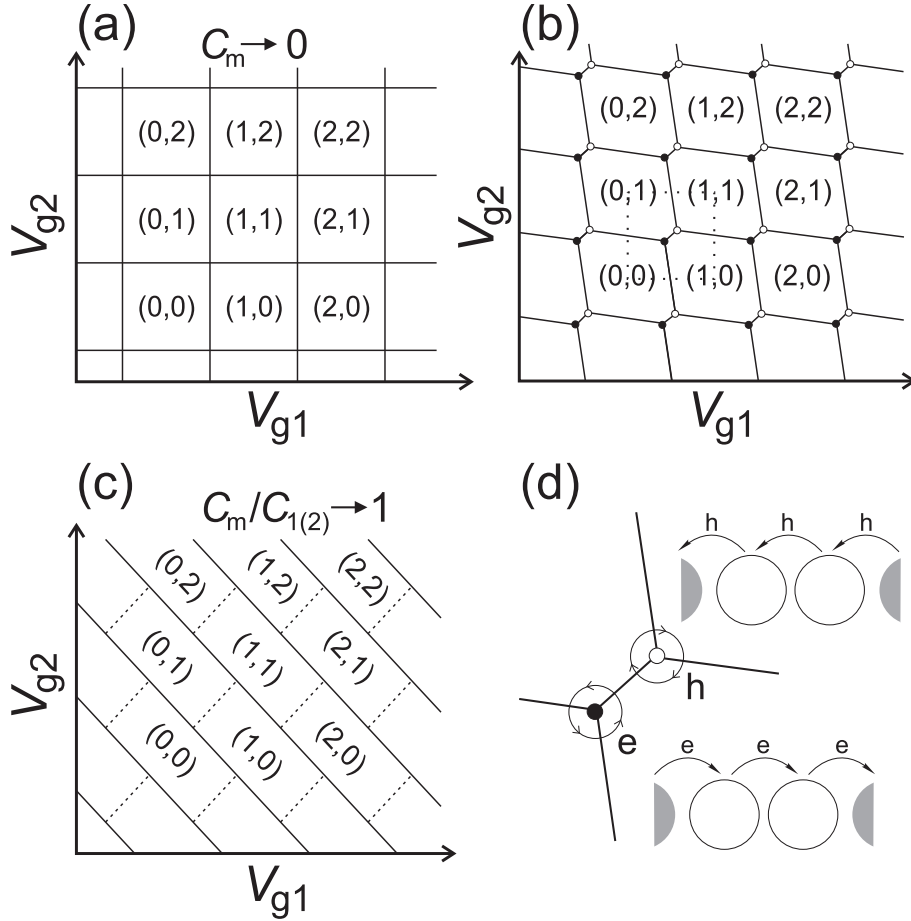 (a)
Cm→0
(0,2) (1,2) (2,2)
(0,1) (1,1) (2,1)
(0,0) (1,0) (2,0)
Vg2
Vg1
(b)
(0,2) (1,2) (2,2)
(0,1) (1,1) (2,1)
(0,0) (1,0) (2,0)
Vg2
Vg1
(c)
Cm/C1(2)→1
(0,2) (1,2) (2,2)
(0,1) (1,1) (2,1)
(0,0) (1,0) (2,0)
Vg2
Vg1
(d)
h h h
h
e
e e e